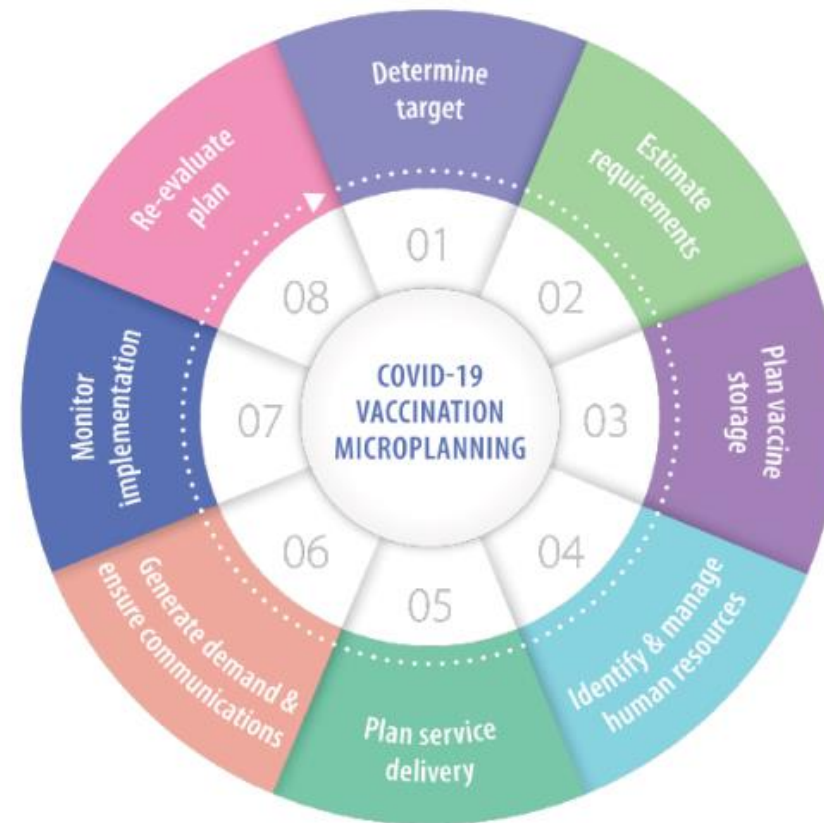 COVID-19
VACCINATION
MICROPLANNING
01
Determine
target
02
Estimate
requirements
03
Plan vaccine
storage
04
Identify & manage
human resources
05
Plan service
delivery
06
Generate demand &
ensure communications
07
Monitor
implementation
08
Re-evaluate
plan